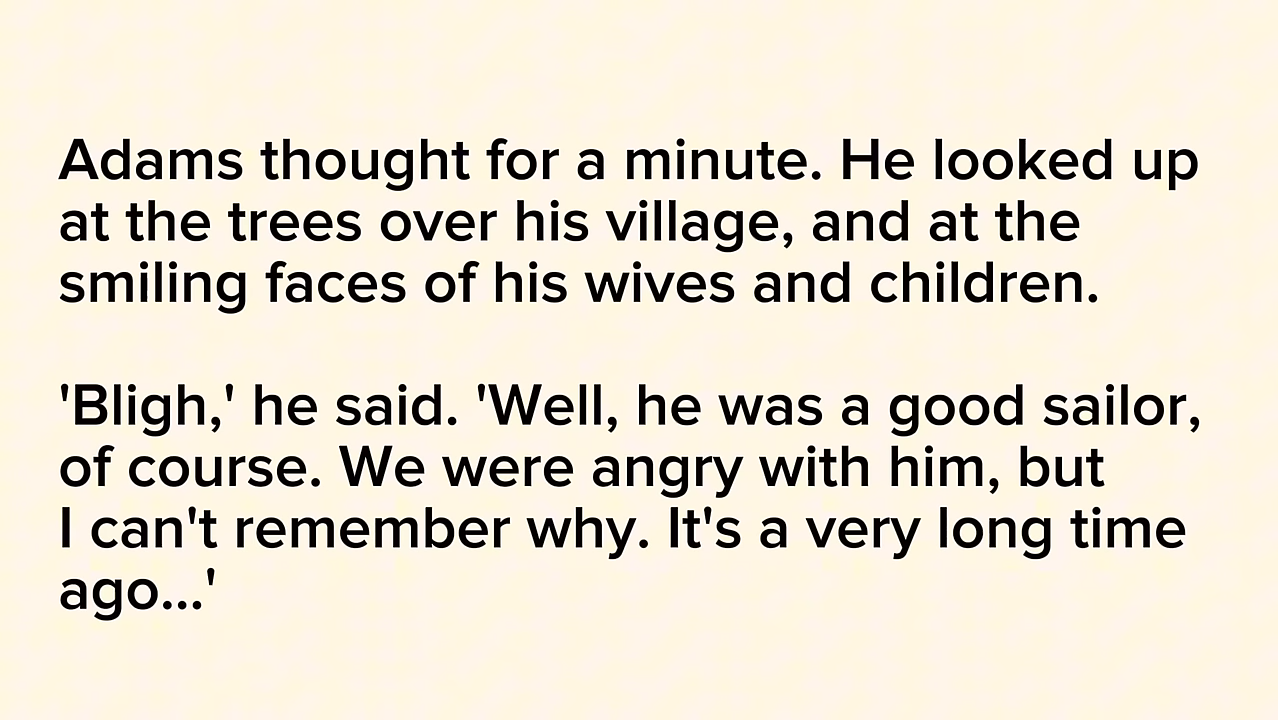 Adams thought for a minute. He looked up
at the trees over his village, and at the
smiling faces of his wives and children.
'Bligh,' he said. 'Well, he was a good sailor,
of course. We were angry with him, but
I can't remember why. It's a very long time
ago...'